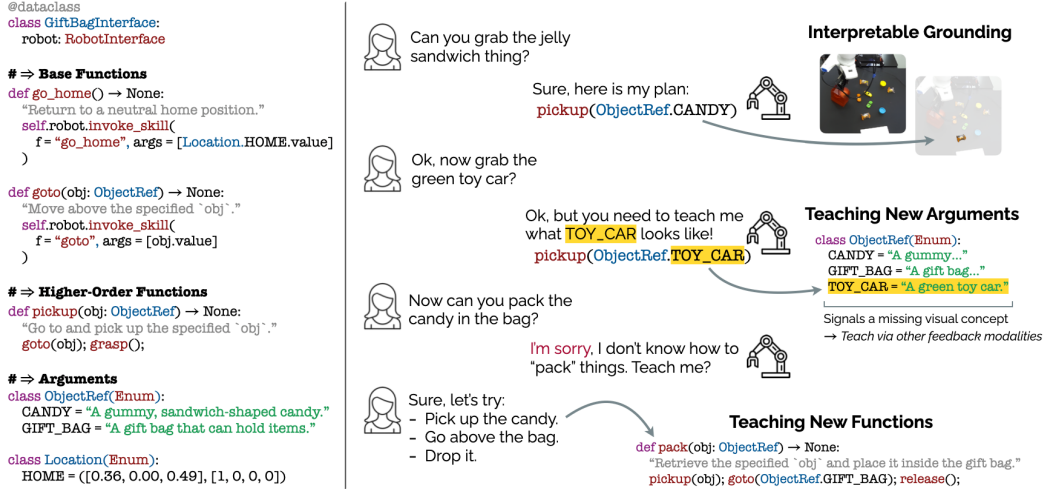 @dataclass
class GiftBagInterface:
robot: RobotInterface
# ⇒ Base Functions
def go_home() → None:
“Return to a neutral home position.”
self.robot.invoke_skill(
f = “go_home”, args = [Location.HOME.value]
)
def goto(obj: ObjectRef) → None:
“Move above the specified `obj`.”
self.robot.invoke_skill(
f = “goto”, args = [obj.value]
)
# ⇒ Higher-Order Functions
def pickup(obj: ObjectRef) → None:
“Go to and pick up the specified `obj`.”
goto(obj); grasp();
# ⇒ Arguments
class ObjectRef(Enum):
CANDY = “A gummy, sandwich-shaped candy.”
GIFT_BAG = “A gift bag that can hold items.”
class Location(Enum):
HOME = ([0.36, 0.00, 0.49], [1, 0, 0, 0])
Can you grab the jelly
sandwich thing?
Sure, here is my plan:
pickup(ObjectRef.CANDY)
Interpretable Grounding
Ok, now grab the
green toy car?
Ok, but you need to teach me
what TOY_CAR looks like!
pickup(ObjectRef.TOY_CAR)
Teaching New Arguments
class ObjectRef(Enum):
CANDY = “A gummy...”
GIFT_BAG = “A gift bag...”
TOY_CAR = “A green toy car.”
Signals a missing visual concept
→ Teach via other feedback modalities
Now can you pack the
candy in the bag?
I’m sorry, I don’t know how to
“pack” things. Teach me?
Sure, let’s try:
- Pick up the candy.
- Go above the bag.
- Drop it.
Teaching New Functions
def pack(obj: ObjectRef) → None:
“Retrieve the specified `obj` and place it inside the gift bag.”
pickup(obj); goto(ObjectRef.GIFT_BAG); release();